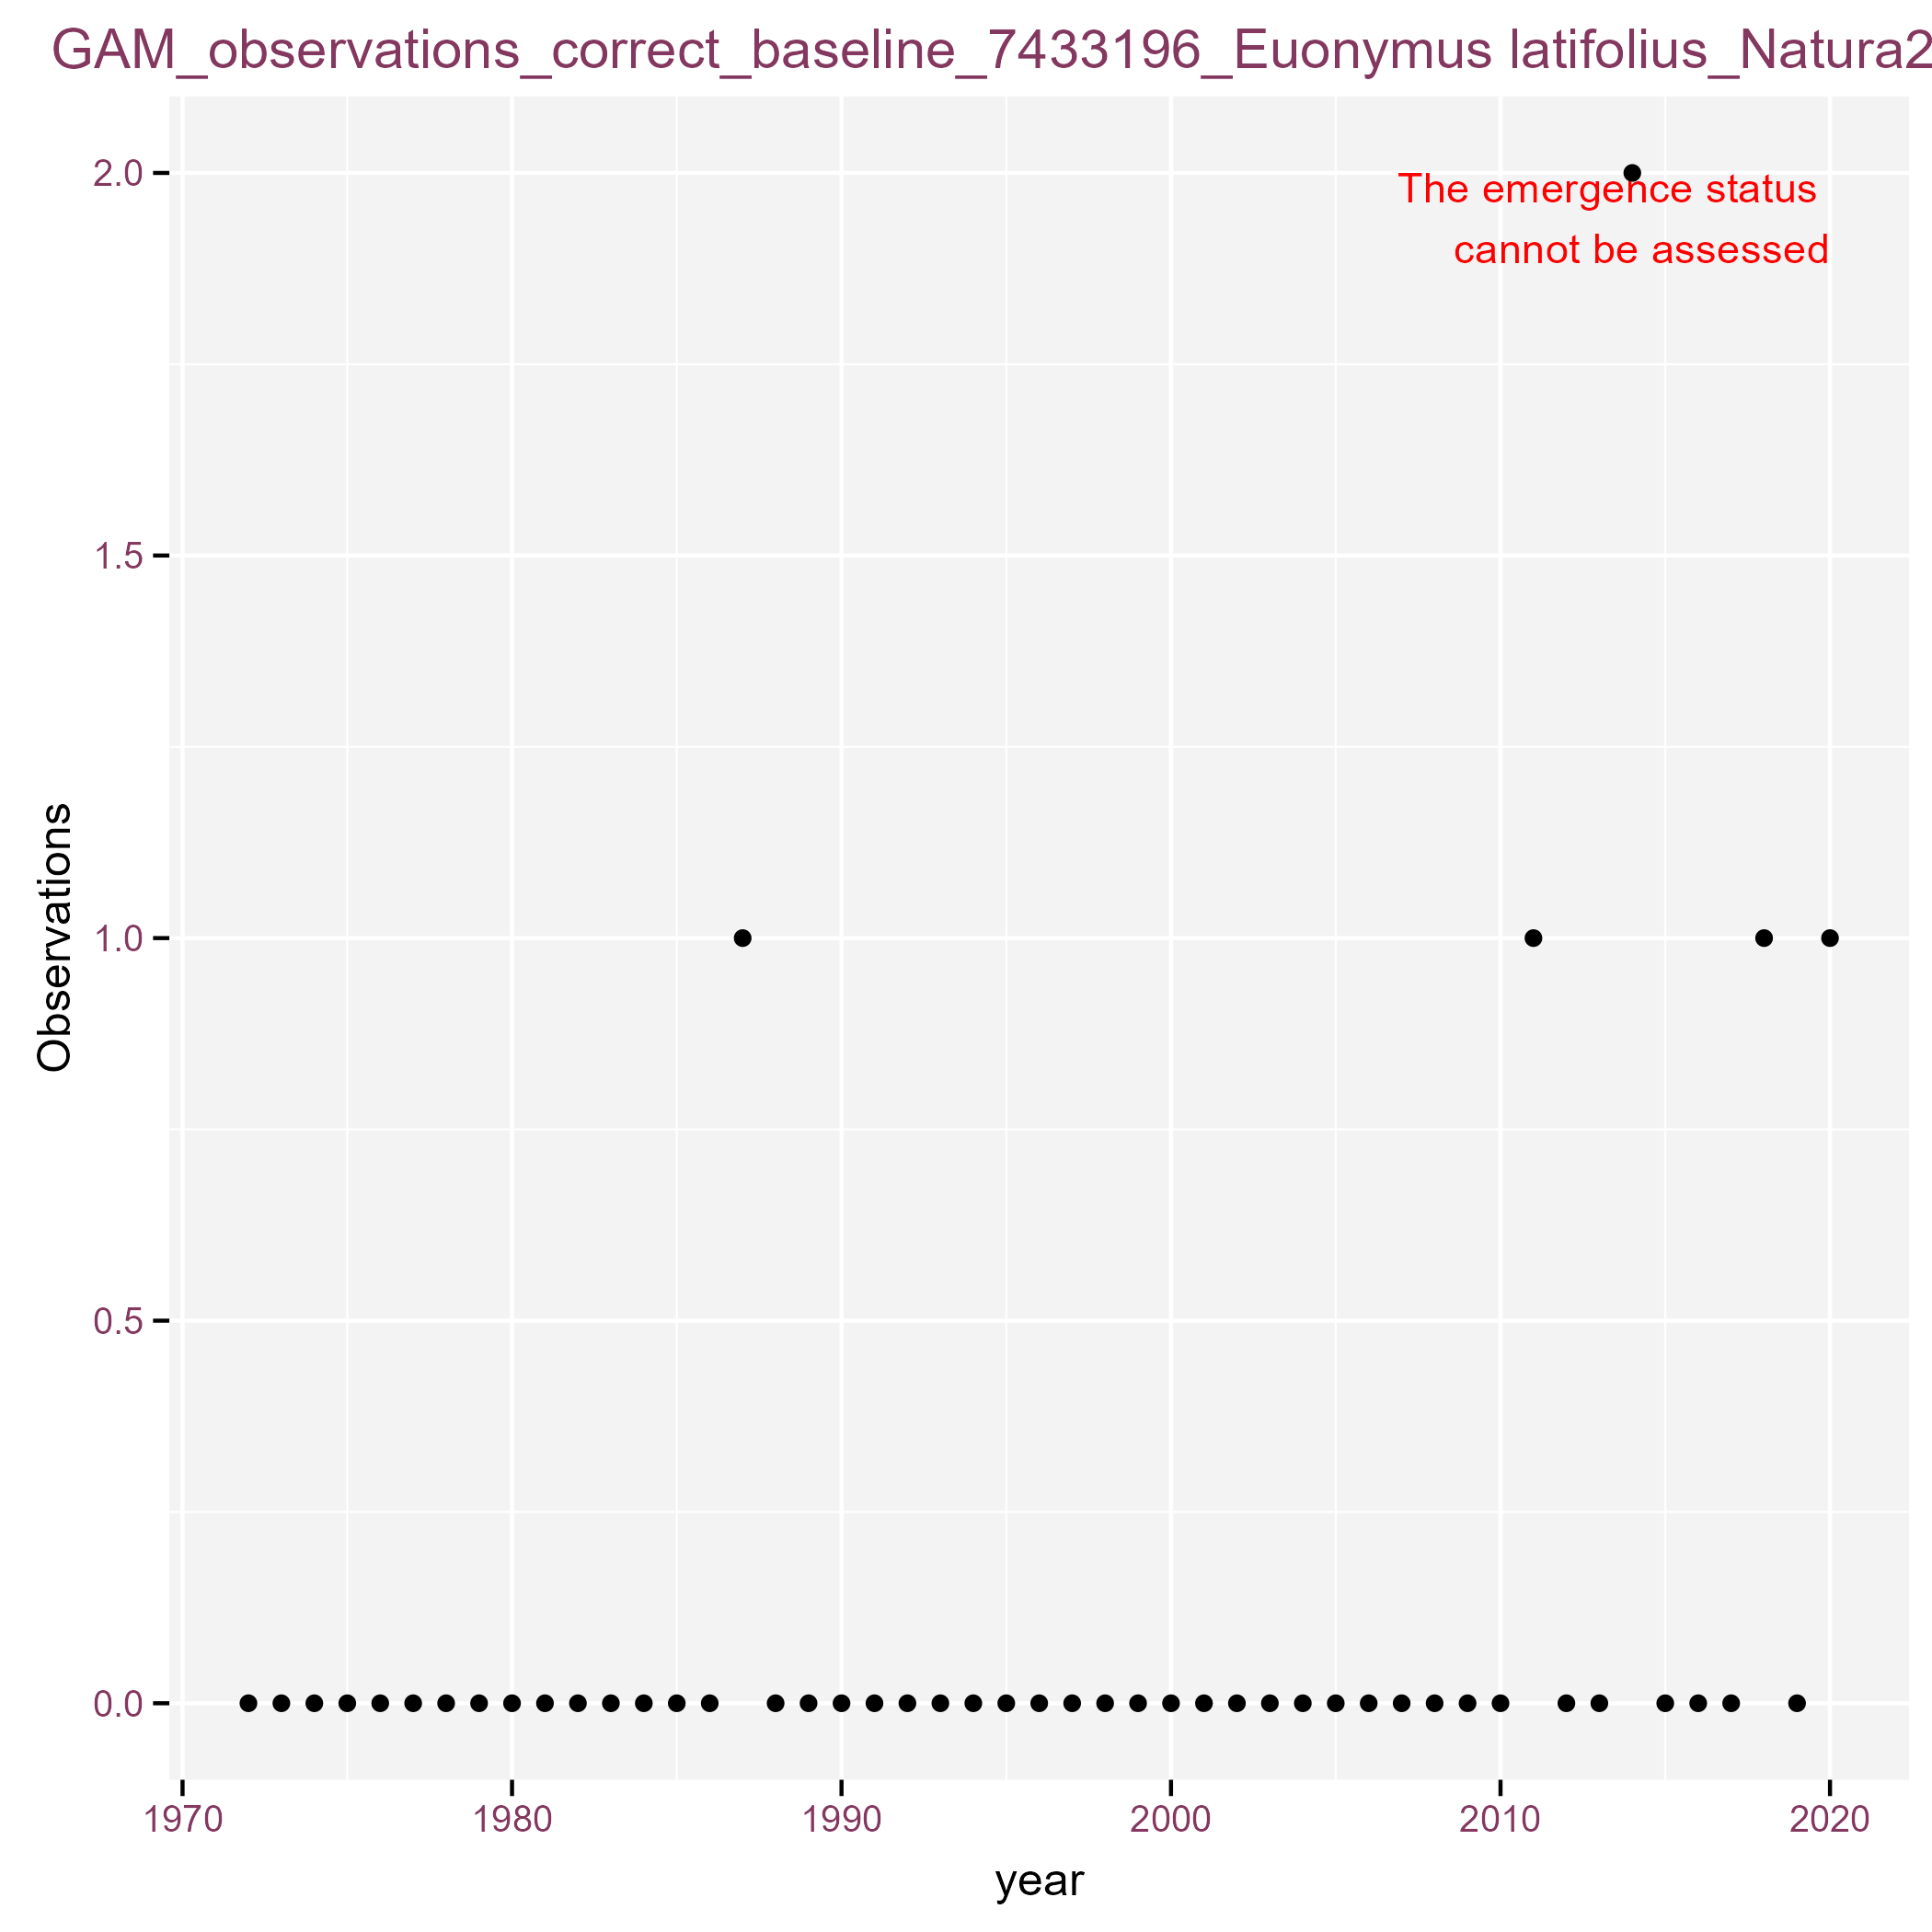 GAM_observations_correct_baseline_7433196_Euonymus latifolius_Natura2
2.0
The emergence status
cannot be assessed
1.5
1.0
Observations
0.5
0.0
1970 1980 1990 2000 2010 2020
year